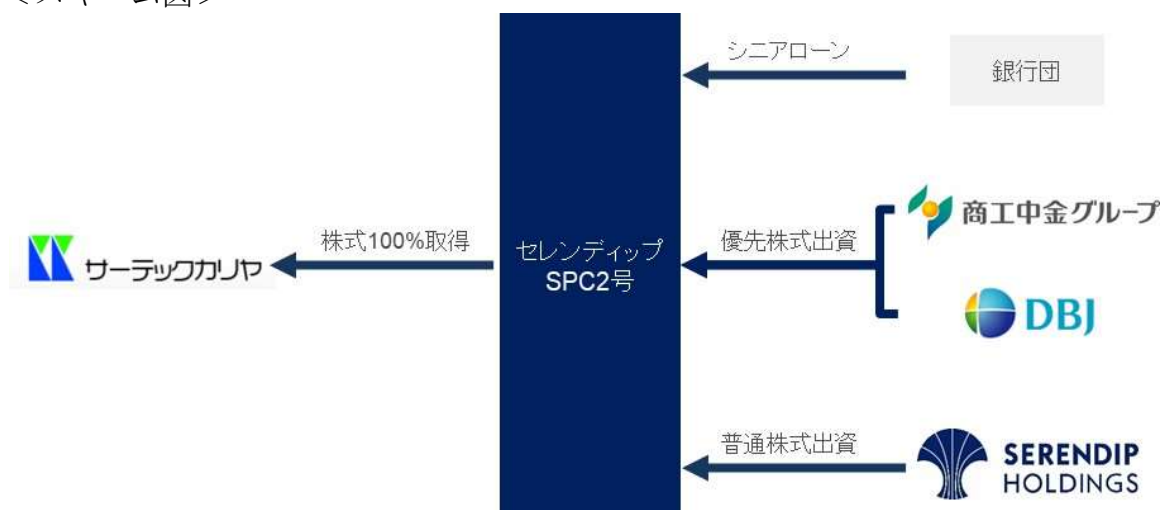 シニアローン
銀行団
商工中金グループ
サーテックカリヤ
株式100%取得
セレンディップ
SPC2号
優先株式出資
DBJ
普通株式出資
SERENDIP
HOLDINGS